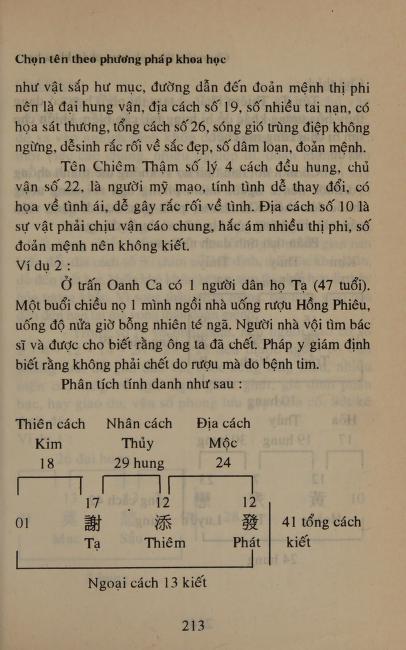 Chọn tên theo phương pháp khoa học
như vật sắp hư mục, đường dẫn đến đoản mệnh thị phi
nên là đại hung vận, địa cách số 19, số nhiều tai nạn, có
họa sát thương, tổng cách số 26, sóng gió trùng điệp không
ngừng, dễsinh rắc rối về sắc đẹp, số dâm loạn, đoản mệnh.
Tên Chiêm Thậm số lý 4 cách đều hung, chủ
vận số 22, là người mỹ mạo, tính tình dễ thay đổi, có
họa về tình ái, dễ gây rắc rối về tình. Địa cách số 10 là
sự vật phải chịu vận cáo chung, hắc ám nhiều thị phi, số
đoản mệnh nên không kiết.
Ví dụ 2 :
Ở trấn Oanh Ca có 1 người dân họ Tạ (47 tuổi).
Một buổi chiều nọ 1 mình ngồi nhà uống rượu Hồng Phiêu,
uống độ nửa giờ bỗng nhiên té ngã. Người nhà vội tìm bác
sĩ và được cho biết rằng ông ta đã chết. Pháp y giám định
biết rằng không phải chết do rượu mà do bệnh tim.
Phân tích tính danh như sau :
Thiên cách Nhân cách Địa cách
Kim Thủy Mộc
18 29 hung 24
17 12 12
01 謝 添 發 41 tổng cách
Tạ Thiêm Phát kiết
Ngoại cách 13 kiết
213